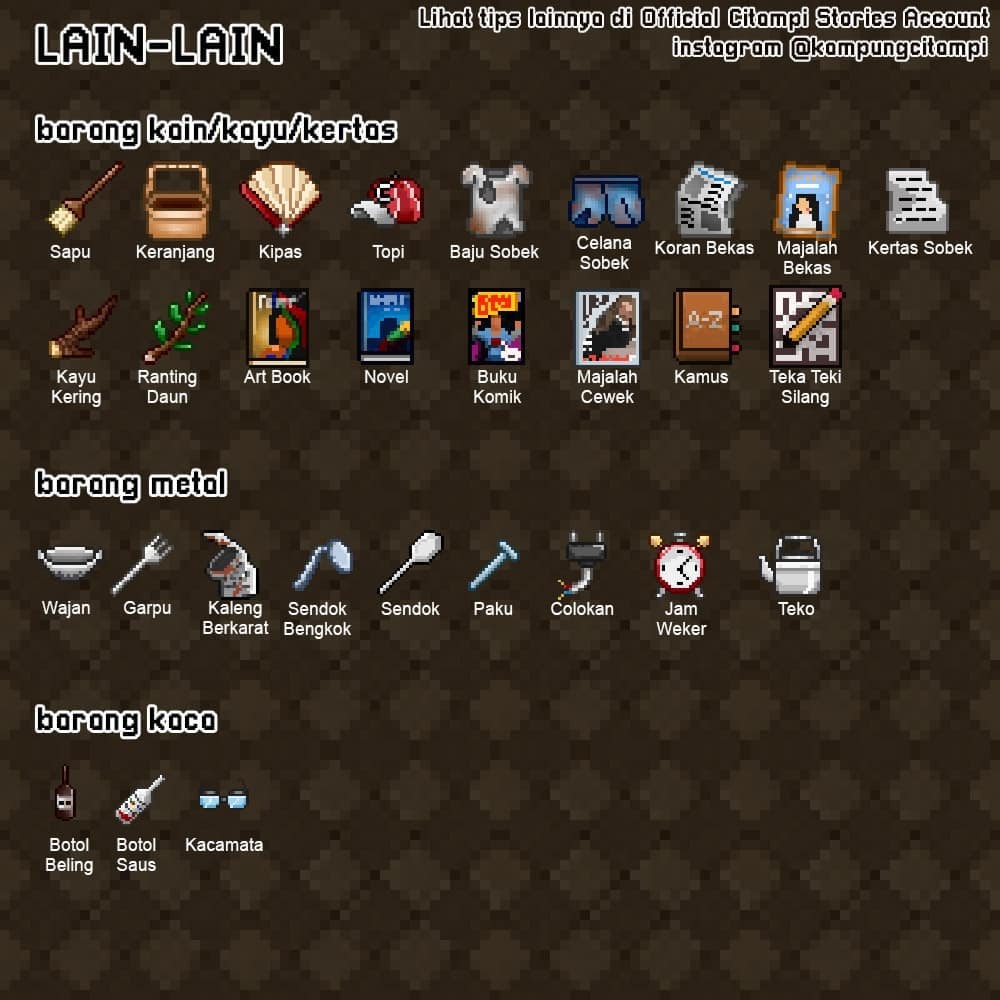 LAIN-LAIN
Lihat tips lainnya di Official Citampi Stories Account
instagram @kampungcitampi
barang kain/kayu/kertas
Sapu
Keranjang
Kipas
Topi
Baju Sobek
Celana
Sobek
Koran Bekas
Majalah
Bekas
Kertas Sobek
A-Z
Kayu
Kering
Ranting
Daun
Art Book
Novel
Buku
Komik
Majalah
Cewek
Kamus
Teka Teki
Silang
barang metal
Wajan
Garpu
Kaleng
Berkarat
Sendok
Bengkok
Sendok
Paku
Colokan
Jam
Weker
Teko
barang kaca
Botol
Beling
Botol
Saus
Kacamata